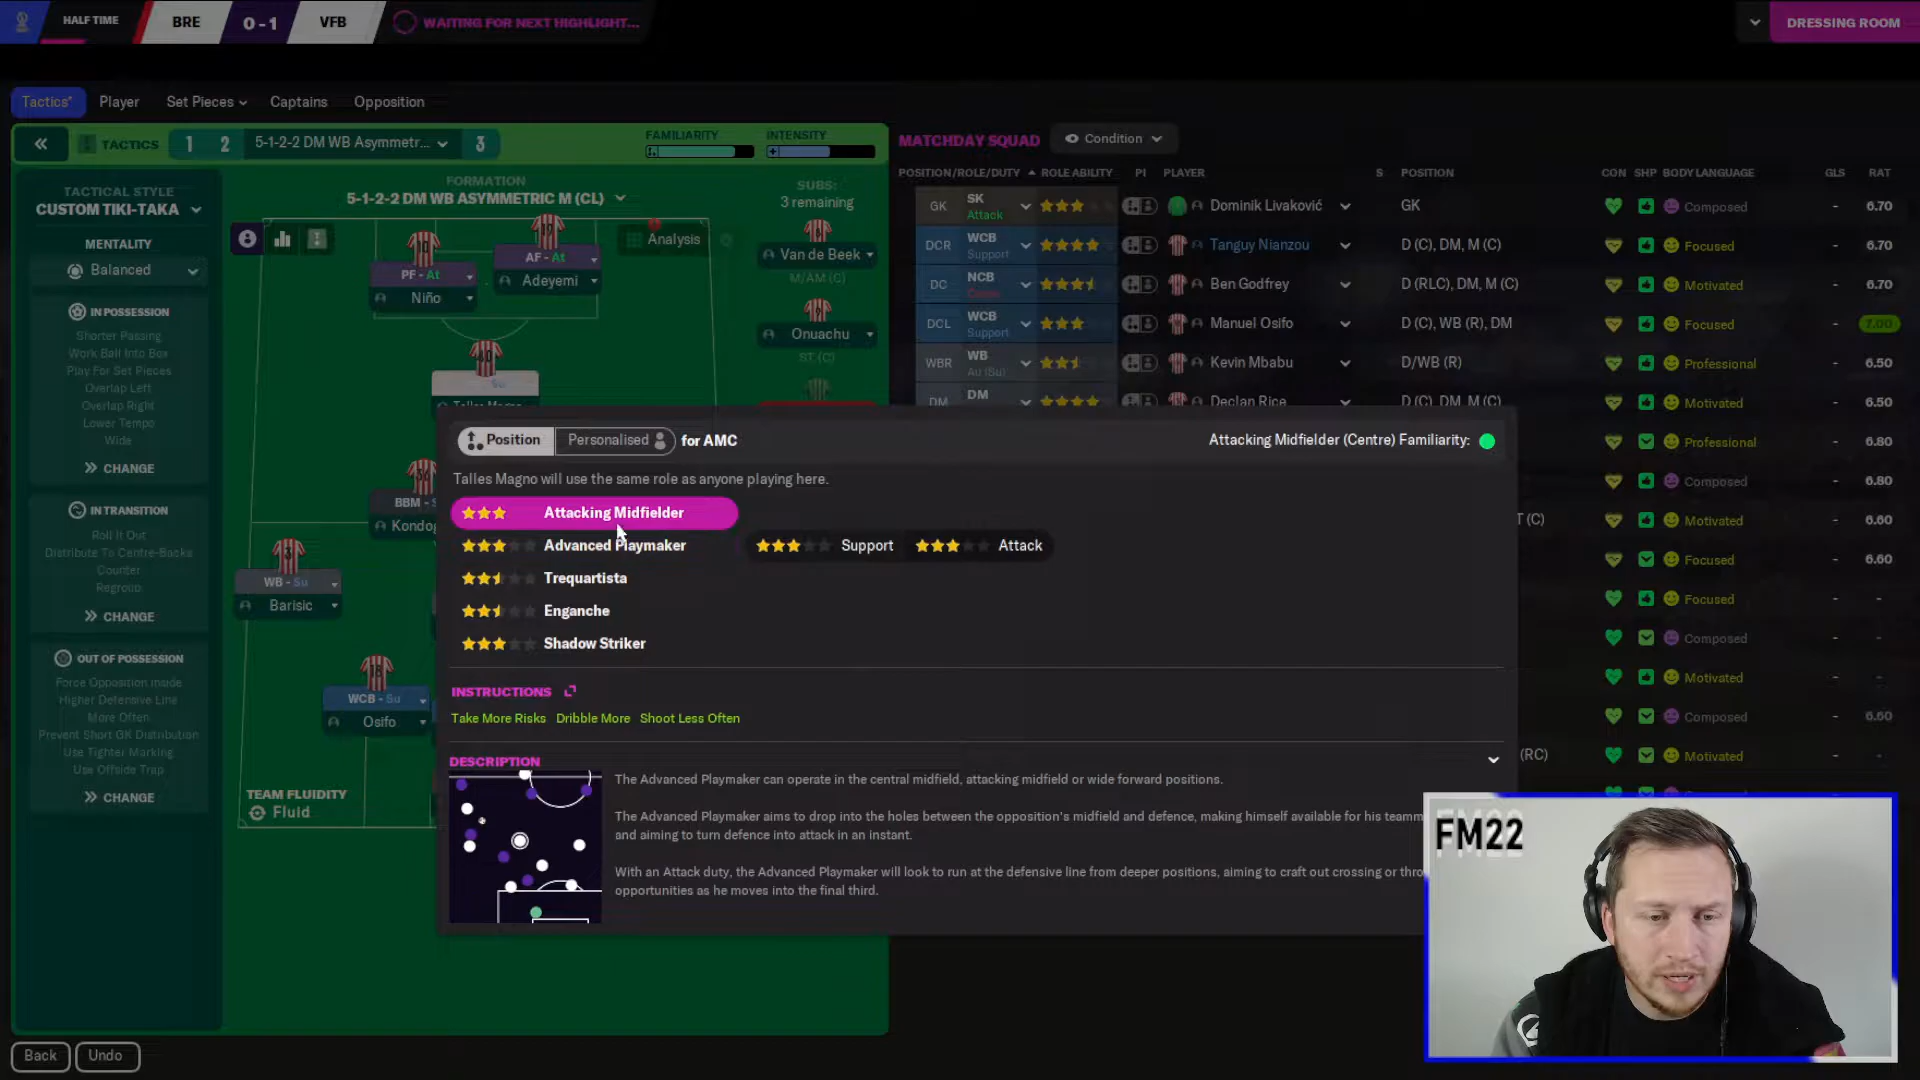 HALF TIME
BRE
0 - 1
VFB
WAITING FOR NEXT HIGHLIGHT...
DRESSING ROOM
Tactics*
Player
Set Pieces
Captains
Opposition
TACTICS
1
2
5-1-2-2 DM WB Asymmetr...
3
FAMILIARITY
INTENSITY
MATCHDAY SQUAD
Condition
TACTICAL STYLE
CUSTOM TIKI-TAKA
MENTALITY
Balanced
IN POSSESSION
Shorter Passing
Work Ball Into Box
Play For Set Pieces
Overlap Left
Overlap Right
Lower Tempo
Wide
CHANGE
IN TRANSITION
Roll It Out
Distribute To Centre-Backs
Counter
Regroup
CHANGE
OUT OF POSSESSION
Force Opposition Inside
Higher Defensive Line
More Often
Prevent Short GK Distribution
Use Tighter Marking
Use Offside Trap
CHANGE
FORMATION
5-1-2-2 DM WB ASYMMETRIC M (CL)
SUBS:
3 remaining
Analysis
PF - At
Niño
AF - At
Adeyemi
Su
Talles Magno
BBM - S
Kondog
WB - Su
Barisic
WCB - Su
Osifo
TEAM FLUIDITY
Fluid
Van de Beek
M/AM (C)
Onuachu
ST (C)
POSITION/ROLE/DUTY ROLE ABILITY PI PLAYER S POSITION CON SHP BODY LANGUAGE GLS RAT
GK SK Attack Dominik Livaković GK Composed - 6.70
DCR WCB Support Tanguy Nianzou D (C), DM, M (C) Focused - 6.70
DC NCB Ben Godfrey D (RLC), DM, M (C) Motivated - 6.70
DCL WCB Support Manuel Osifo D (C), WB (R), DM Focused - 7.00
WBR WB Au (Su) Kevin Mbabu D/WB (R) Professional - 6.50
DM DM Declan Rice D (C), DM, M (C) Motivated - 6.50
Professional - 6.80
Composed - 6.80
T (C) Motivated - 6.60
Focused - 6.60
Focused - -
Composed - -
Motivated - -
Composed - 6.60
(RC) Motivated - -
Position
Personalised
for AMC
Attacking Midfielder (Centre) Familiarity:
Talles Magno will use the same role as anyone playing here.
Attacking Midfielder
Advanced Playmaker
Support
Attack
Trequartista
Enganche
Shadow Striker
INSTRUCTIONS
Take More Risks Dribble More Shoot Less Often
DESCRIPTION
The Advanced Playmaker can operate in the central midfield, attacking midfield or wide forward positions.
The Advanced Playmaker aims to drop into the holes between the opposition's midfield and defence, making himself available for his teamm
and aiming to turn defence into attack in an instant.
With an Attack duty, the Advanced Playmaker will look to run at the defensive line from deeper positions, aiming to craft out crossing or thro
opportunities as he moves into the final third.
FM22
Back
Undo